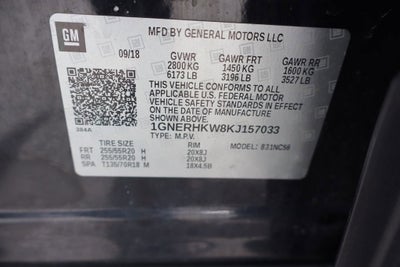 GM
MFD BY GENERAL MOTORS LLC
09/18 GVWR GAWR FRT GAWR RR
2800 KG 1450 KG 1600 KG
6173 LB 3196 LB 3527 LB
THIS VEHICLE CONFORMS TO ALL APPLICABLE
U.S. FEDERAL MOTOR VEHICLE SAFETY AND
THEFT PREVENTION STANDARDS IN EFFECT ON
THE DATE OF MANUFACTURE SHOWN ABOVE.
1GNERHKW8KJ157033
TYPE: M.P.V.
TIRE SIZE RIM MODEL: 831NC56
FRT 255/55R20 H 20X8J
RR 255/55R20 H 20X8J
SPA T135/70R18 M 18X4.5B